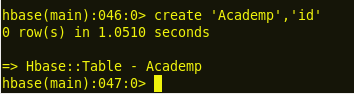 hbase(main):046:0> create 'Academp','id'
0 row(s) in 1.0510 seconds
=> Hbase::Table - Academp
hbase(main):047:0>